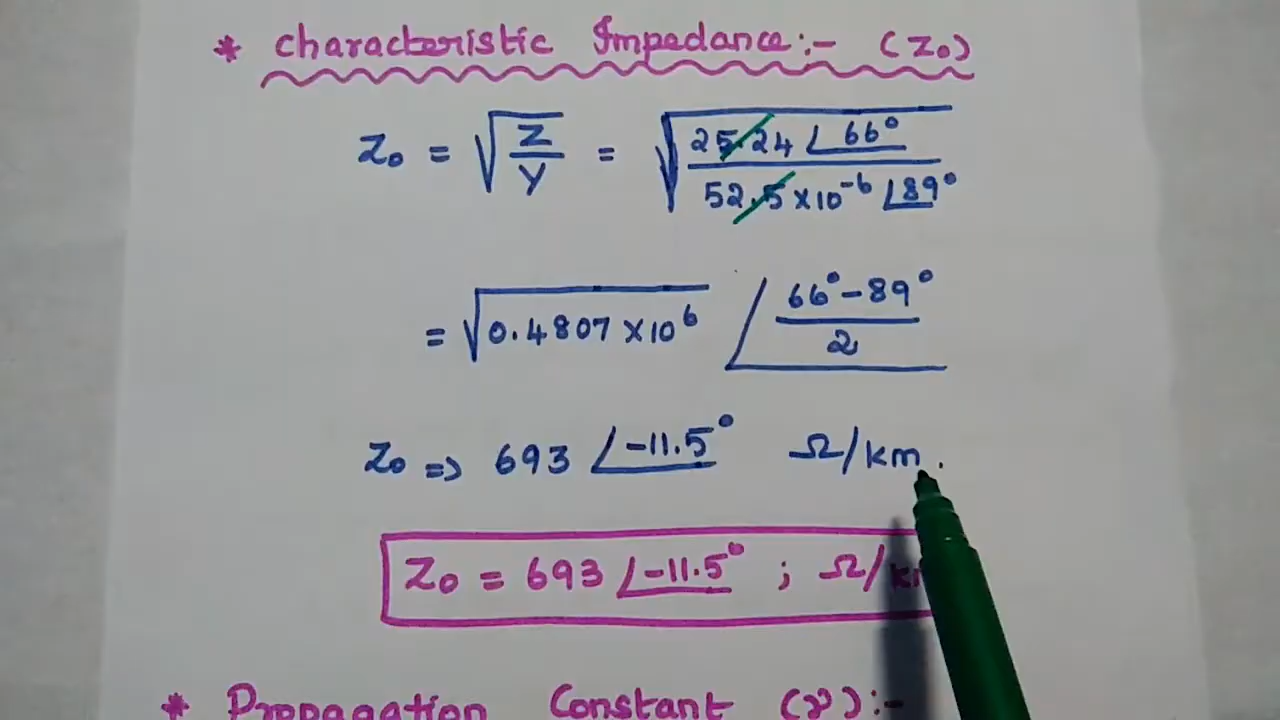 * Characteristic Impedance:- (Z₀)
Z₀ = √(Z/Y) = √(25.24 ∠66° / 52.5×10⁻⁶ ∠89°)
= √(0.4807×10⁶) ∠(66°-89° / 2)
Z₀ => 693 ∠-11.5° Ω/km.
Z₀ = 693 ∠-11.5° ; Ω/
* Propagation Constant (γ):-